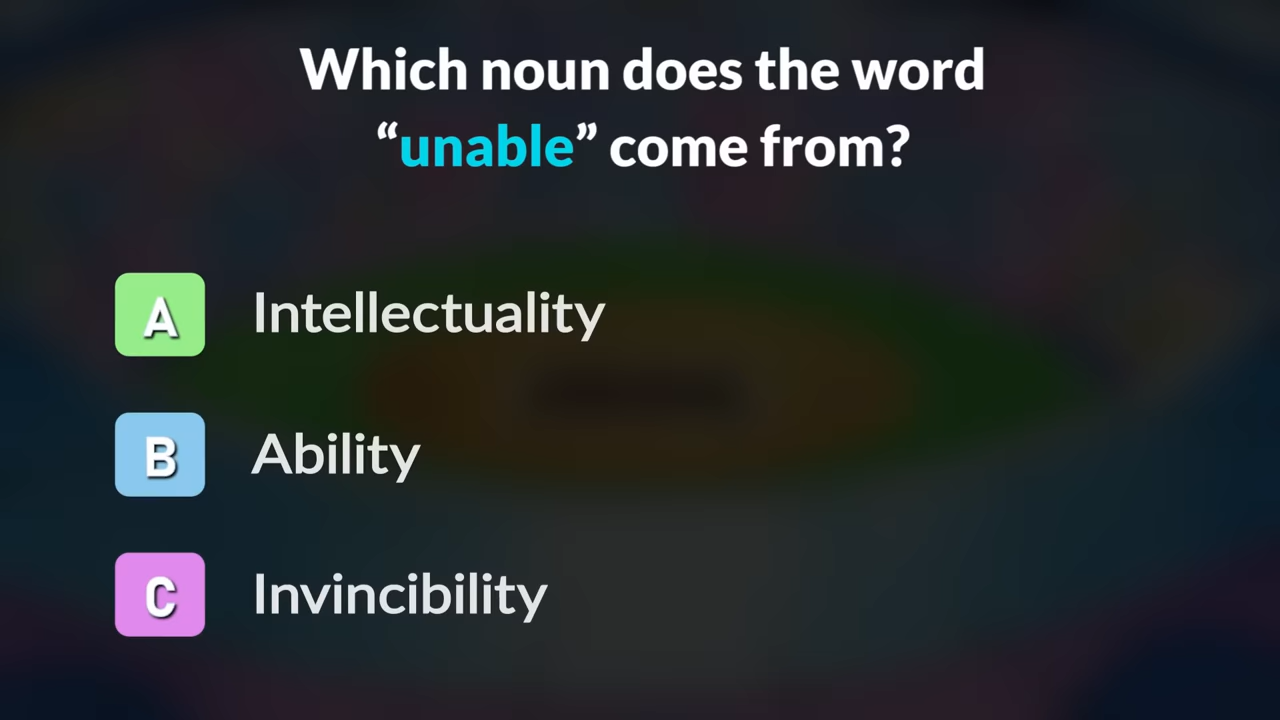 Which noun does the word
“unable” come from?
A Intellectuality
B Ability
C Invincibility